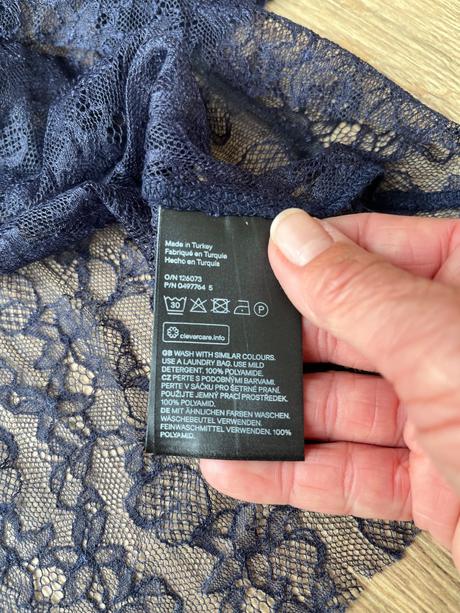 Made in Turkey
Fabriqué en Turquie
Hecho en Turquía
O/N 126073
P/N 0497764 5
30
P
clevercare.info
GB WASH WITH SIMILAR COLOURS.
USE A LAUNDRY BAG. USE MILD
DETERGENT. 100% POLYAMIDE.
CZ PERTE S PODOBNÝMI BARVAMI.
PERTE V SÁČKU PRO ŠETRNÉ PRANÍ.
POUŽIJTE JEMNÝ PRACÍ PROSTŘEDEK.
100% POLYAMID.
DE MIT ÄHNLICHEN FARBEN WASCHEN.
WÄSCHEBEUTEL VERWENDEN.
FEINWASCHMITTEL VERWENDEN. 100%
POLYAMID.